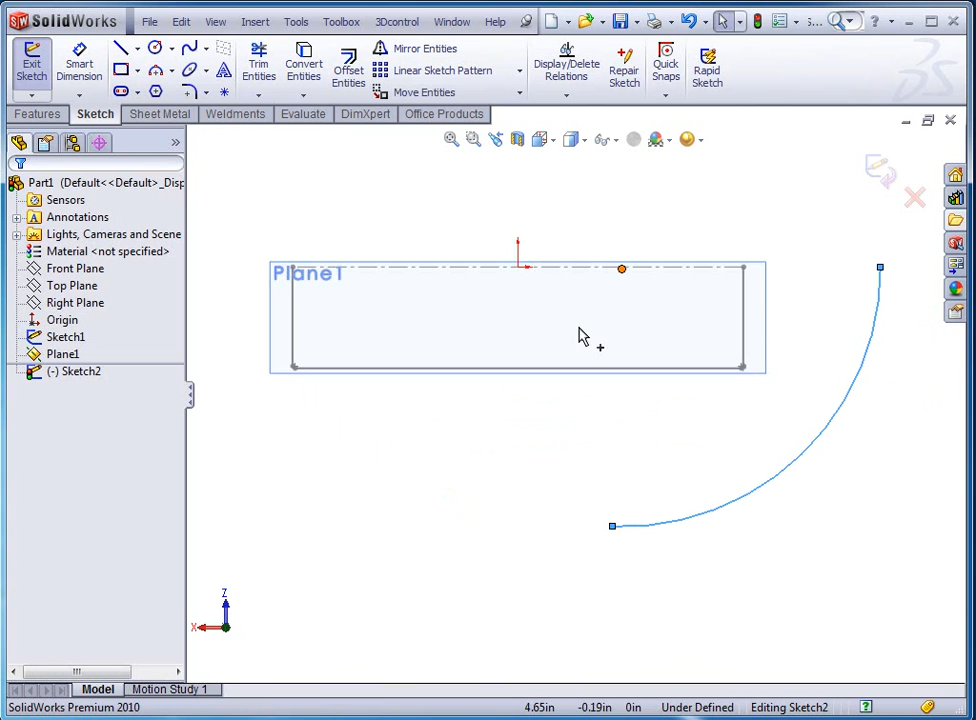 SolidWorks File Edit View Insert Tools Toolbox 3Dcontrol Window Help S... ?
Exit Sketch
Smart Dimension
Trim Entities
Convert Entities
Offset Entities
Mirror Entities
Linear Sketch Pattern
Move Entities
Display/Delete Relations
Repair Sketch
Quick Snaps
Rapid Sketch
Features Sketch Sheet Metal Weldments Evaluate DimXpert Office Products
Part1 (Default<<Default>_Disp
Sensors
Annotations
Lights, Cameras and Scene
Material <not specified>
Front Plane
Top Plane
Right Plane
Origin
Sketch1
Plane1
(-) Sketch2
Plane1
Z
X
Model Motion Study 1
SolidWorks Premium 2010 4.65in -0.19in 0in Under Defined Editing Sketch2 ?